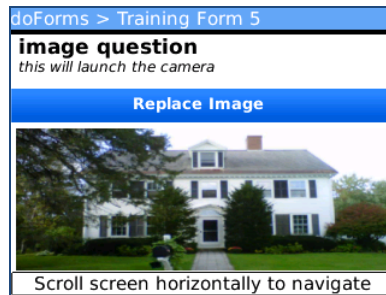 doForms > Training Form 5
image question
this will launch the camera
Replace Image
Scroll screen horizontally to navigate